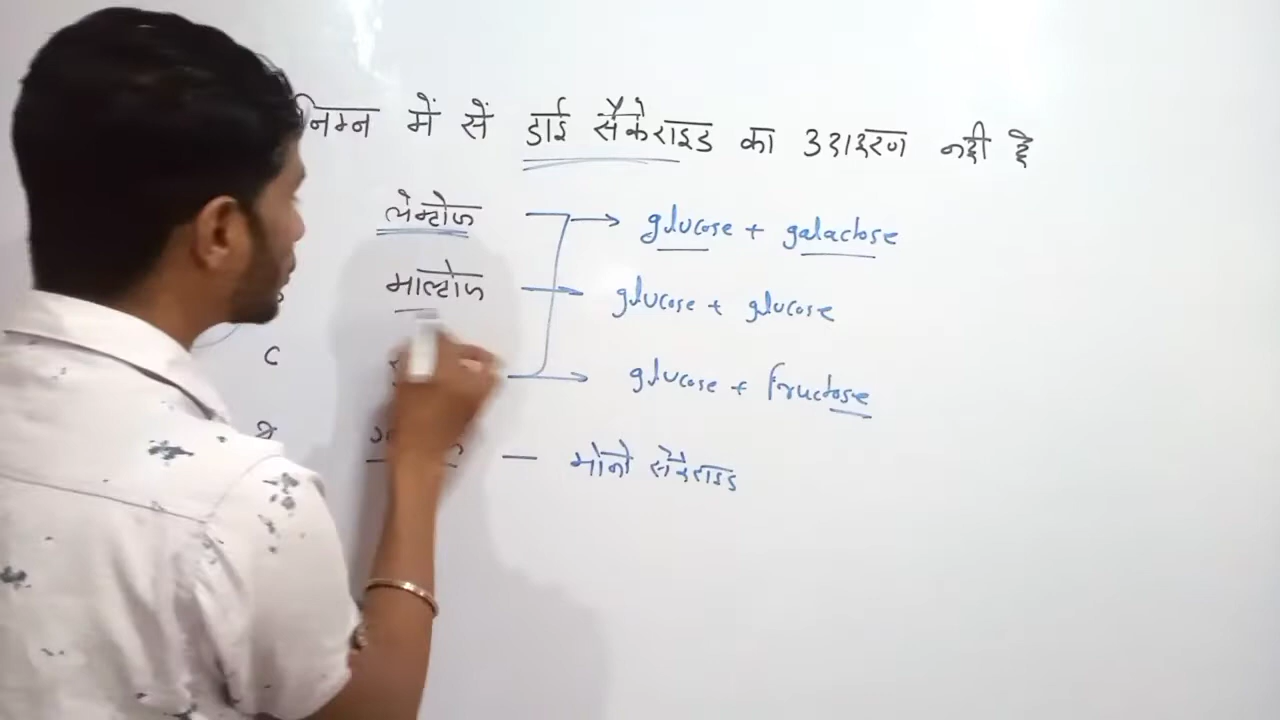 निम्न में सें डाई सैकेराइड का उदाहरण नही है
लेक्टोज → glucose + galactose
माल्टोज → glucose + glucose
C → glucose + fructose
— मोनो सैकेराइड